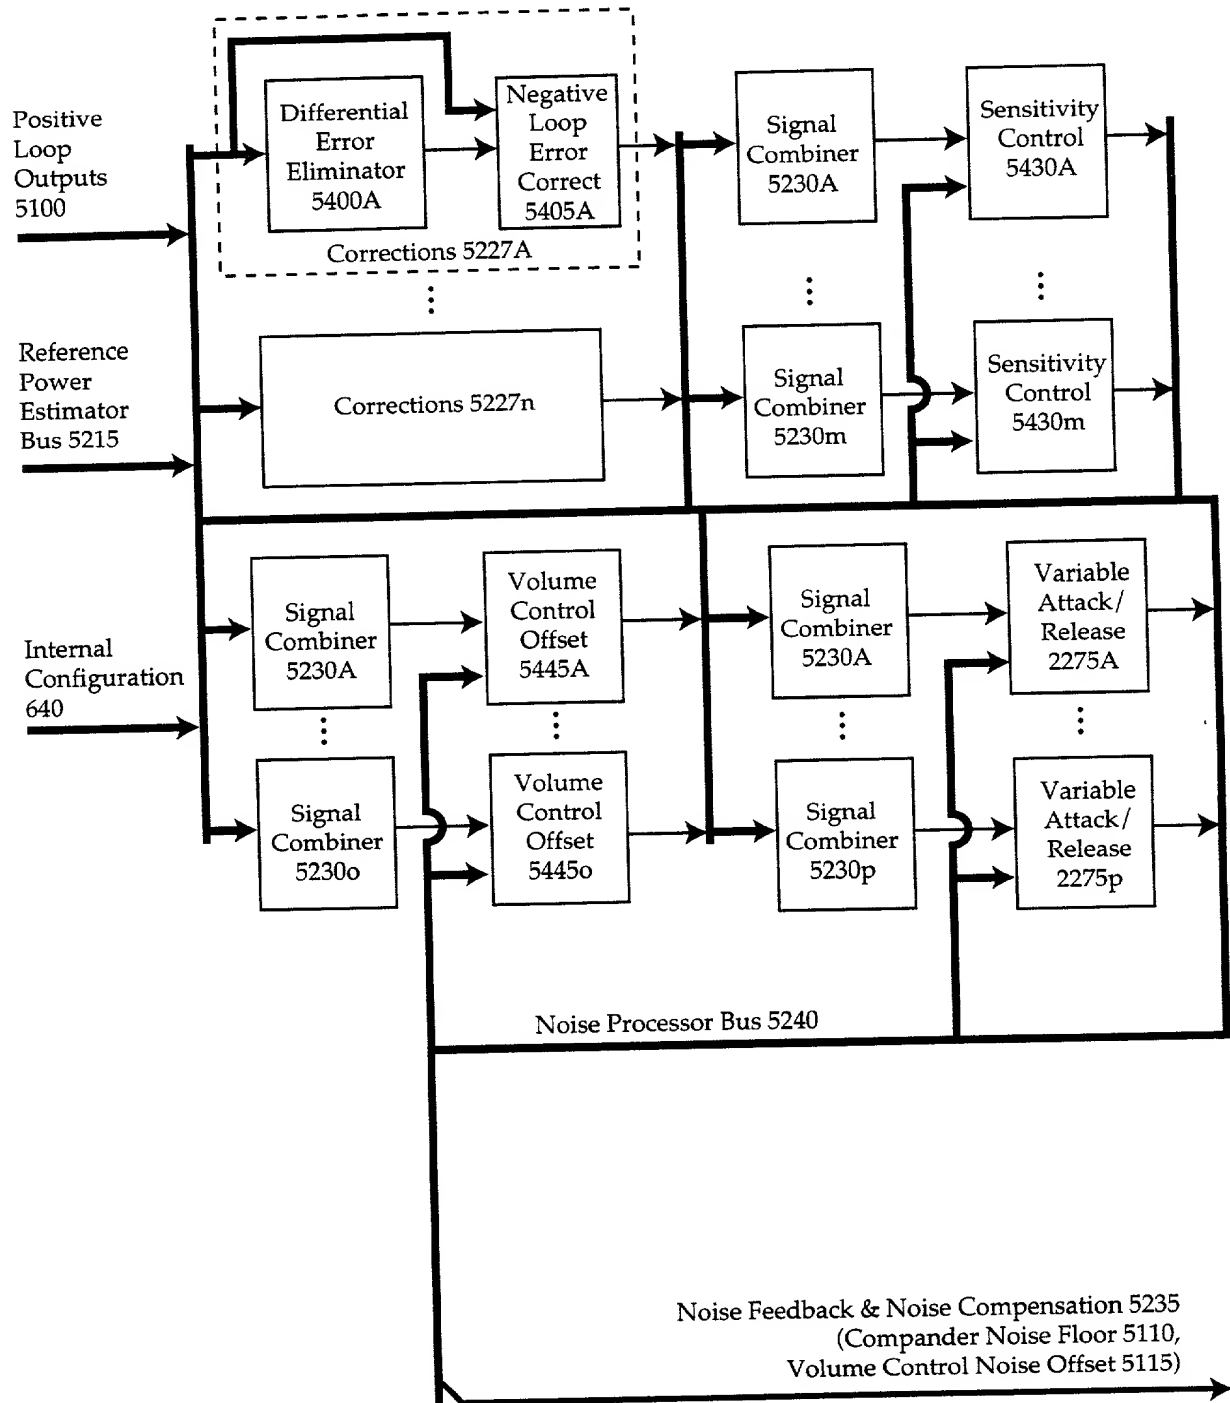 Positive
Loop
Outputs
5100
Differential
Error
Eliminator
5400A
Negative
Loop
Error
Correct
5405A
Corrections 5227A
Signal
Combiner
5230A
Sensitivity
Control
5430A
Reference
Power
Estimator
Bus 5215
Corrections 5227n
Signal
Combiner
5230m
Sensitivity
Control
5430m
Internal
Configuration
640
Signal
Combiner
5230A
Volume
Control
Offset
5445A
Signal
Combiner
5230A
Variable
Attack/
Release
2275A
Signal
Combiner
5230o
Volume
Control
Offset
5445o
Signal
Combiner
5230p
Variable
Attack/
Release
2275p
Noise Processor Bus 5240
Noise Feedback & Noise Compensation 5235
(Compander Noise Floor 5110,
Volume Control Noise Offset 5115)